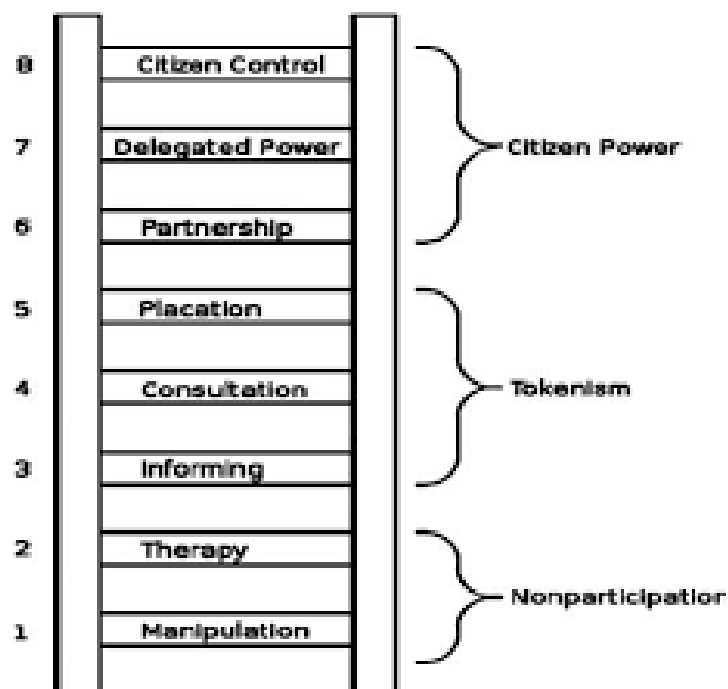 8 Citizen Control
7 Delegated Power
Citizen Power
6 Partnership
5 Placation
4 Consultation
Tokenism
3 Informing
2 Therapy
Nonparticipation
1 Manipulation